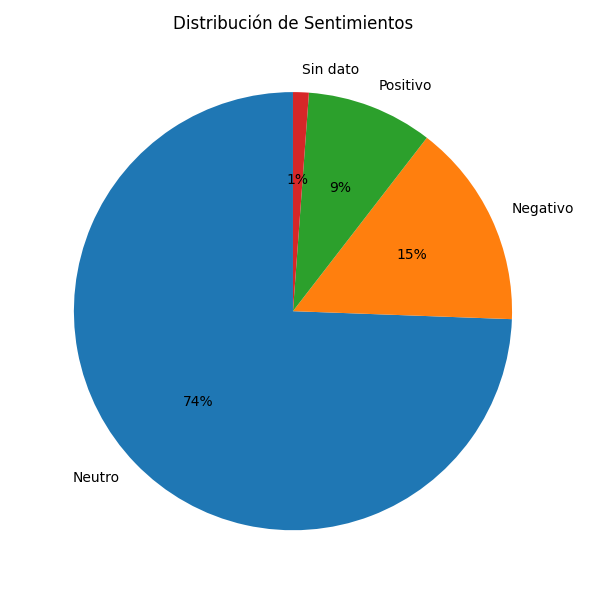 Distribución de Sentimientos
Sin dato
Positivo
1%
9%
Negativo
15%
74%
Neutro